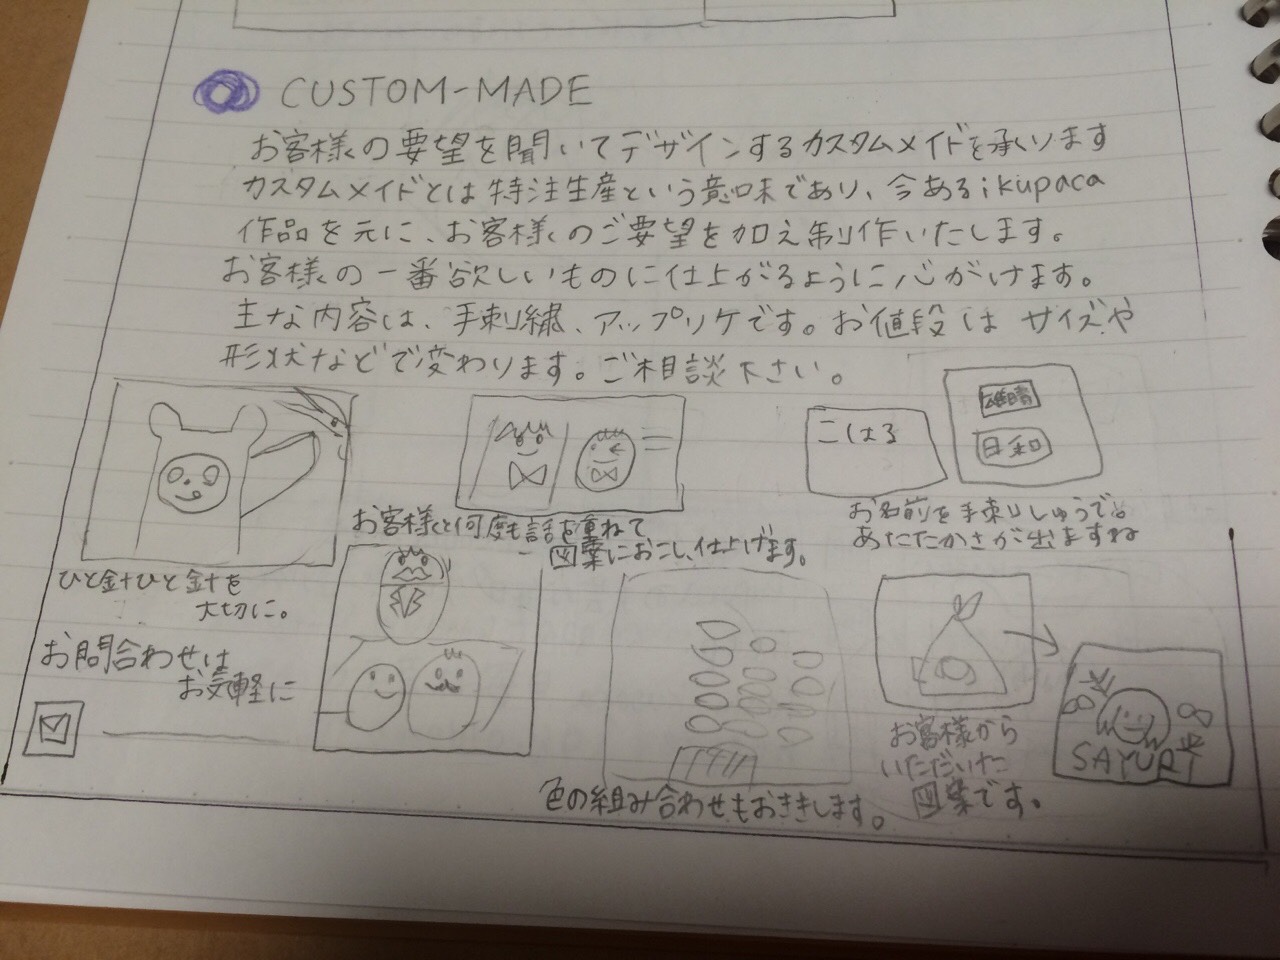 CUSTOM-MADE
お客様の要望を聞いてデザインするカスタムメイドを承ります
カスタムメイドとは特注生産という意味であり、今あるikupaca
作品を元に、お客様のご要望を加え制作いたします。
お客様の一番欲しいものに仕上がるように心がけます。
主な内容は、手刺繍、アップリケです。お値段はサイズや
形状などで変わります。ご相談下さい。
ひと針ひと針を
大切に。
お客様と何度も話を重ねて
図案におこし、仕上げます。
こはる
雄晴
日和
お名前を手刺しゅうで
あたたかさが出ますね
お問合わせは
お気軽に
色の組み合わせもおききします。
お客様から
いただいた
図案です。
SAYURI